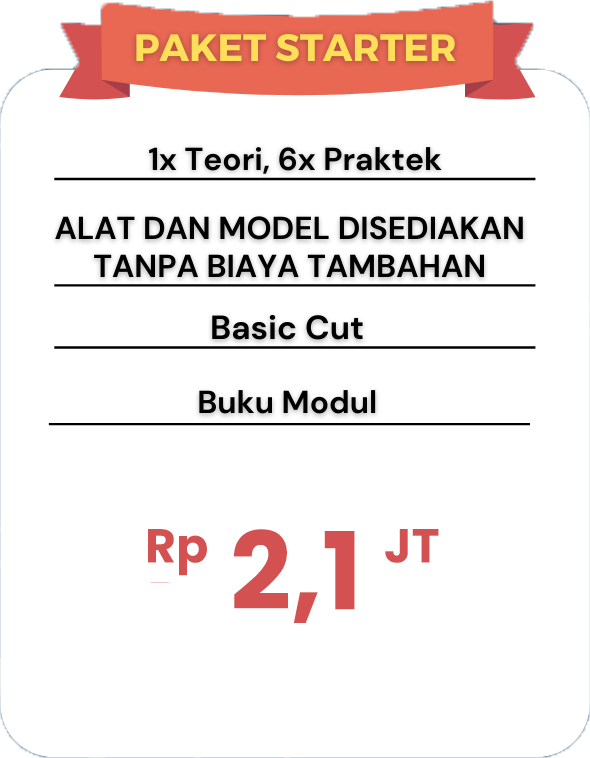 PAKET STARTER
1x Teori, 6x Praktek
ALAT DAN MODEL DISEDIAKAN
TANPA BIAYA TAMBAHAN
Basic Cut
Buku Modul
Rp 2,1 JT